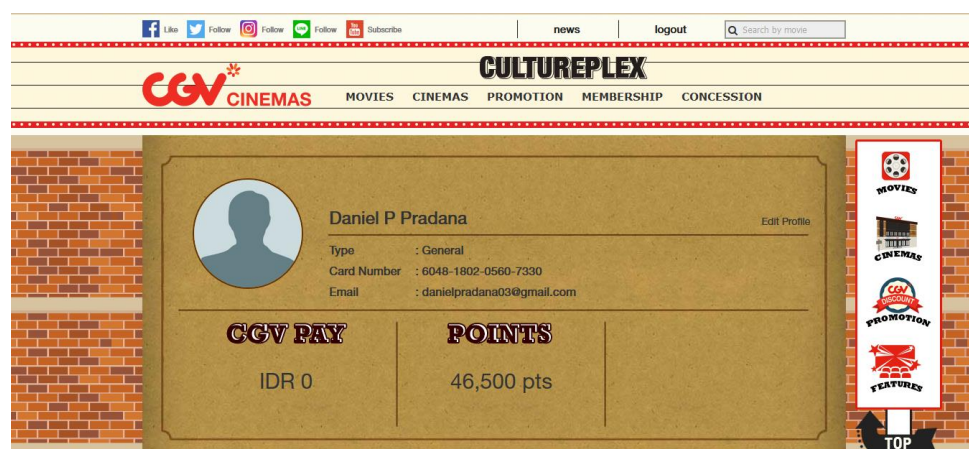 Like Follow Follow Follow Subscribe news logout Search by movie
CULTUREPLEX
CGV CINEMAS MOVIES CINEMAS PROMOTION MEMBERSHIP CONCESSION
Daniel P Pradana Edit Profile
Type : General
Card Number : 6048-1802-0560-7330
Email : danielpradana03@gmail.com
CGV PAY POINTS
IDR 0 46,500 pts
MOVIES
CINEMAS
CGV
DISCOUNT
PROMOTION
FEATURES
TOP